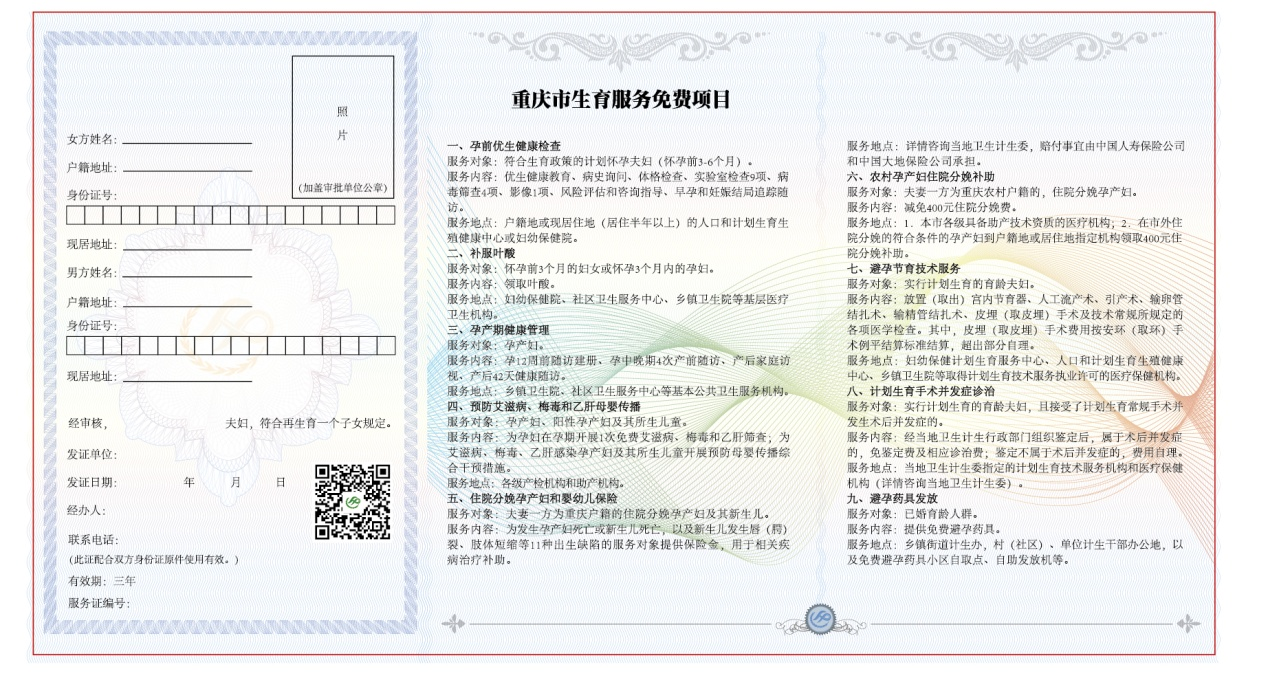 照
片
(加盖审批单位公章)
女方姓名:
户籍地址:
身份证号:
现居地址:
男方姓名:
户籍地址:
身份证号:
现居地址:
经审核, 夫妇, 符合再生育一个子女规定。
发证单位:
发证日期: 年 月 日
经办人:
联系电话:
(此证配合双方身份证原件使用有效。)
有效期: 三年
服务证编号:
重庆市生育服务免费项目
一、孕前优生健康检查
服务对象: 符合生育政策的计划怀孕夫妇（怀孕前3-6个月）。
服务内容: 优生健康教育、病史询问、体格检查、实验室检查9项、病
毒筛查4项、影像1项、风险评估和咨询指导、早孕和妊娠结局追踪随
访。
服务地点: 户籍地或现居住地（居住半年以上）的人口和计划生育生
殖健康中心或妇幼保健院。
二、补服叶酸
服务对象: 怀孕前3个月的妇女或怀孕3个月内的孕妇。
服务内容: 领取叶酸。
服务地点: 妇幼保健院、社区卫生服务中心、乡镇卫生院等基层医疗
卫生机构。
三、孕产期健康管理
服务对象: 孕产妇。
服务内容: 孕12周前随访建册、孕中晚期4次产前随访、产后家庭访
视、产后42天健康随访。
服务地点: 乡镇卫生院、社区卫生服务中心等基本公共卫生服务机构。
四、预防艾滋病、梅毒和乙肝母婴传播
服务对象: 孕产妇、阳性孕产妇及其所生儿童。
服务内容: 为孕妇在孕期开展1次免费艾滋病、梅毒和乙肝筛查; 为
艾滋病、梅毒、乙肝感染孕产妇及其所生儿童开展预防母婴传播综
合干预措施。
服务地点: 各级产检机构和助产机构。
五、住院分娩孕产妇和婴幼儿保险
服务对象: 夫妻一方为重庆户籍的住院分娩孕产妇及其新生儿。
服务内容: 为发生孕产妇死亡或新生儿死亡, 以及新生儿发生唇（腭）
裂、肢体短缩等11种出生缺陷的服务对象提供保险金, 用于相关疾
病治疗补助。
服务地点: 详情咨询当地卫生计生委, 赔付事宜由中国人寿保险公司
和中国大地保险公司承担。
六、农村孕产妇住院分娩补助
服务对象: 夫妻一方为重庆农村户籍的, 住院分娩孕产妇。
服务内容: 减免400元住院分娩费。
服务地点: 1. 本市各级具备助产技术资质的医疗机构; 2. 在市外住
院分娩的符合条件的孕产妇到户籍地或居住地指定机构领取400元住
院分娩补助。
七、避孕节育技术服务
服务对象: 实行计划生育的育龄夫妇。
服务内容: 放置（取出）宫内节育器、人工流产术、引产术、输卵管
结扎术、输精管结扎术、皮埋（取皮埋）手术及技术常规所规定的
各项医学检查。其中, 皮埋（取皮埋）手术费用按安环（取环）手
术例平结算标准结算, 超出部分自理。
服务地点: 妇幼保健计划生育服务中心、人口和计划生育生殖健康
中心、乡镇卫生院等取得计划生育技术服务执业许可的医疗保健机构。
八、计划生育手术并发症诊治
服务对象: 实行计划生育的育龄夫妇, 且接受了计划生育常规手术并
发生术后并发症的。
服务内容: 经当地卫生计生行政部门组织鉴定后, 属于术后并发症
的, 免鉴定费及相应诊治费; 鉴定不属于术后并发症的, 费用自理。
服务地点: 当地卫生计生委指定的计划生育技术服务机构和医疗保健
机构（详情咨询当地卫生计生委）。
九、避孕药具发放
服务对象: 已婚育龄人群。
服务内容: 提供免费避孕药具。
服务地点: 乡镇街道计生办, 村（社区）、单位计生干部办公地, 以
及免费避孕药具小区自取点、自助发放机等。